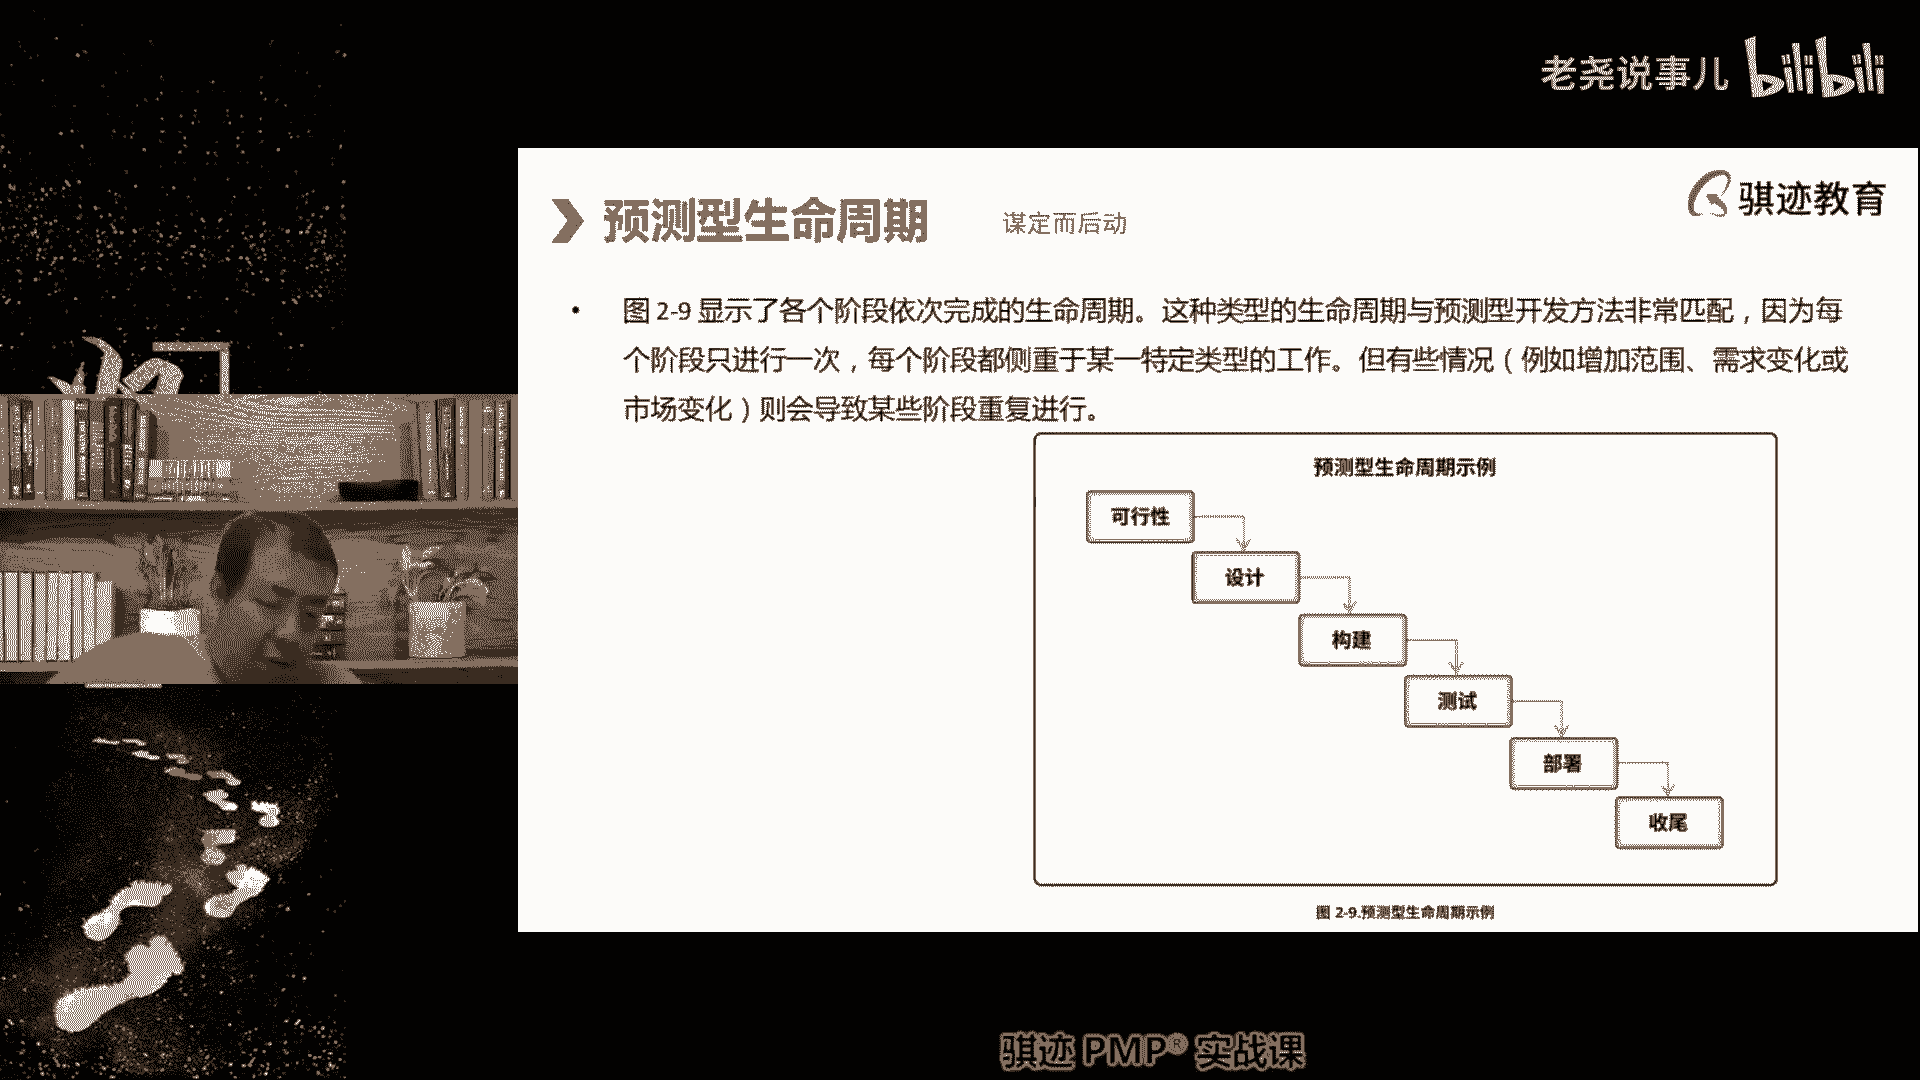 老尧说事儿 bilibili
骐迹教育
预测型生命周期 谋定而后动
• 图 2-9 显示了各个阶段依次完成的生命周期。这种类型的生命周期与预测型开发方法非常匹配，因为每
个阶段只进行一次，每个阶段都侧重于某一特定类型的工作。但有些情况（例如增加范围、需求变化或
市场变化）则会导致某些阶段重复进行。
预测型生命周期示例
可行性
设计
构建
测试
部署
收尾
图 2-9.预测型生命周期示例
骐迹 PMP® 实战课